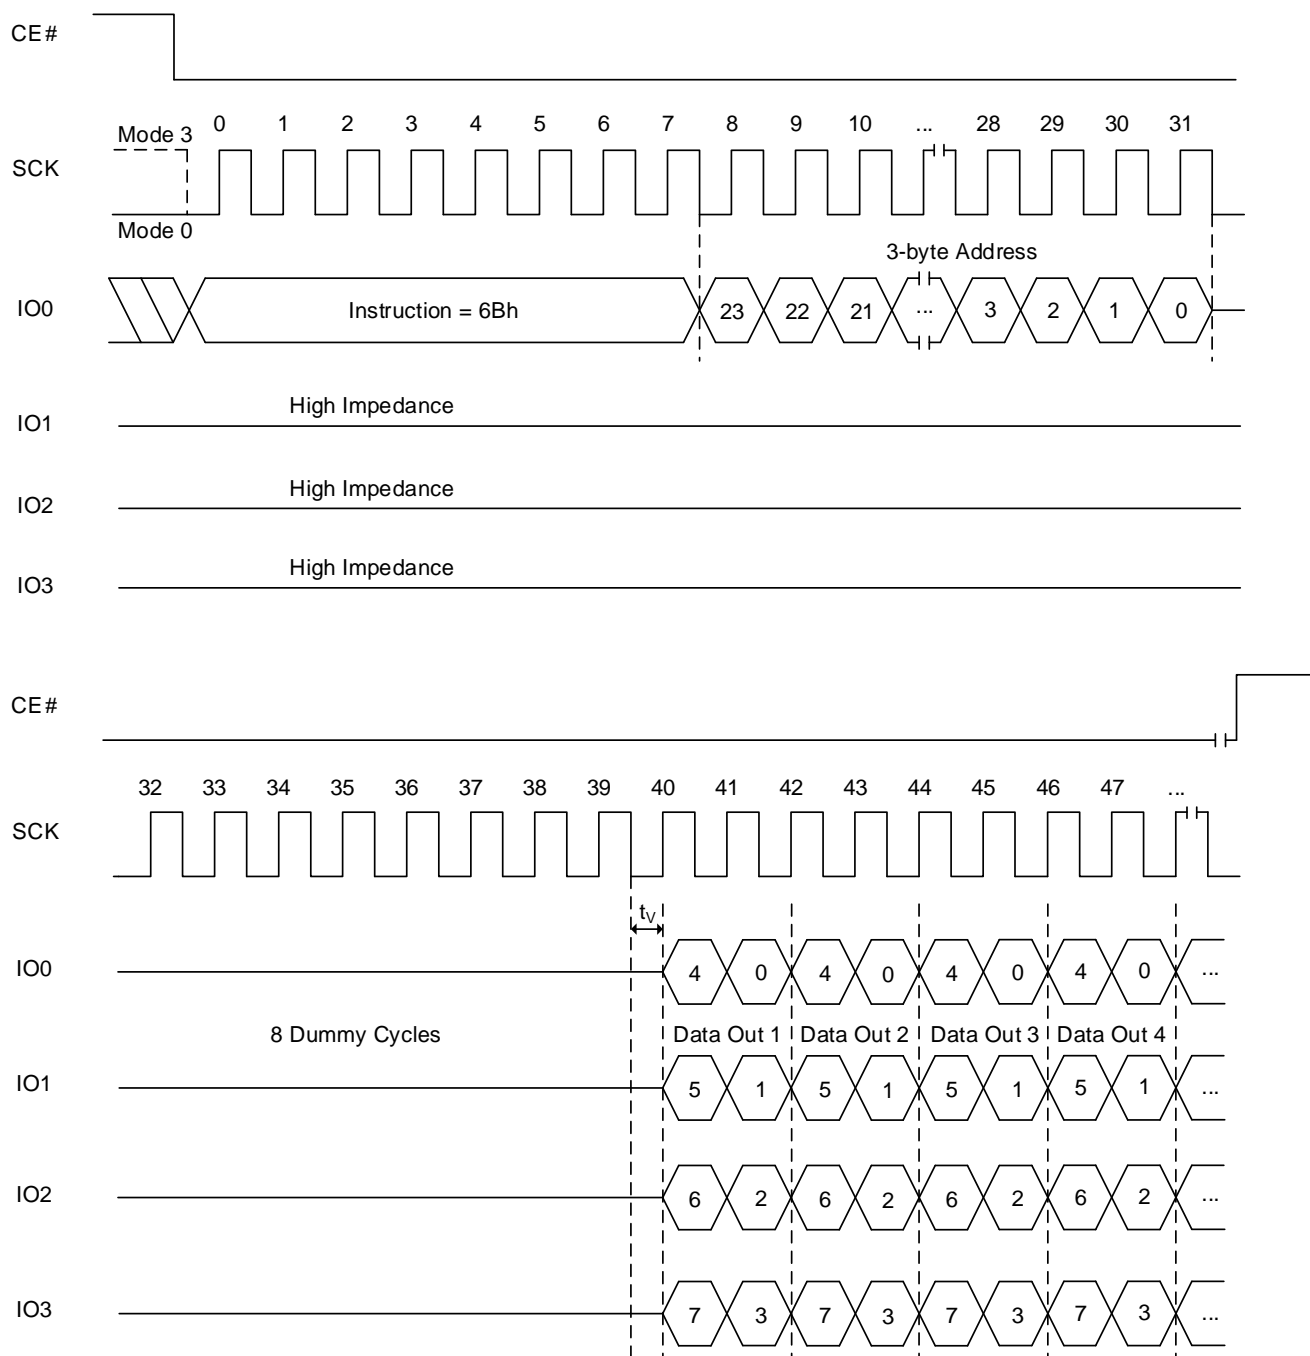 CE#
Mode 3 0 1 2 3 4 5 6 7 8 9 10 ... 28 29 30 31
SCK
Mode 0
3-byte Address
IO0 Instruction = 6Bh 23 22 21 ... 3 2 1 0
High Impedance
IO1
High Impedance
IO2
High Impedance
IO3
CE#
32 33 34 35 36 37 38 39 40 41 42 43 44 45 46 47 ...
SCK
tV
IO0 4 0 4 0 4 0 4 0 ...
8 Dummy Cycles Data Out 1 Data Out 2 Data Out 3 Data Out 4
IO1 5 1 5 1 5 1 5 1 ...
IO2 6 2 6 2 6 2 6 2 ...
IO3 7 3 7 3 7 3 7 3 ...